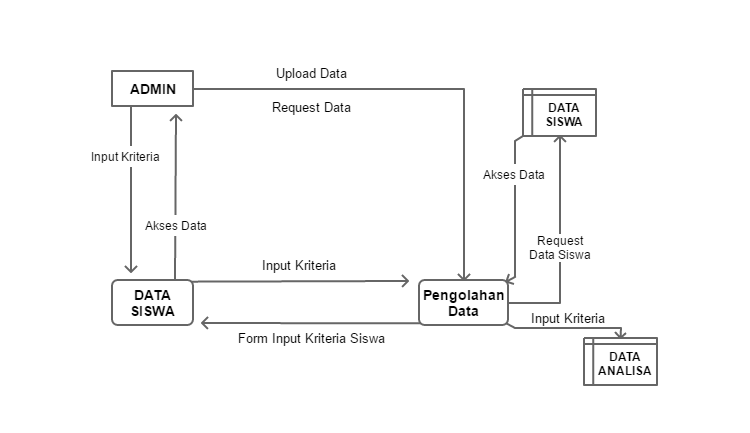 Upload Data
ADMIN
Request Data
DATA
SISWA
Input Kriteria
Akses Data
Akses Data
Request
Data Siswa
Input Kriteria
DATA
SISWA
Pengolahan
Data
Input Kriteria
Form Input Kriteria Siswa
DATA
ANALISA